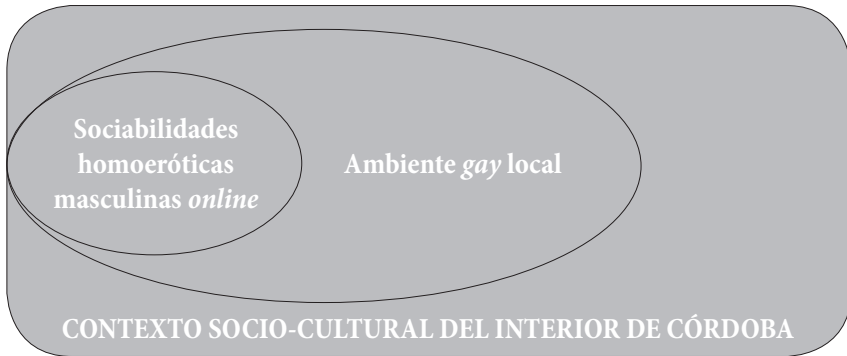 Sociabilidades
homoeróticas
masculinas online
Ambiente gay local
CONTEXTO SOCIO-CULTURAL DEL INTERIOR DE CÓRDOBA